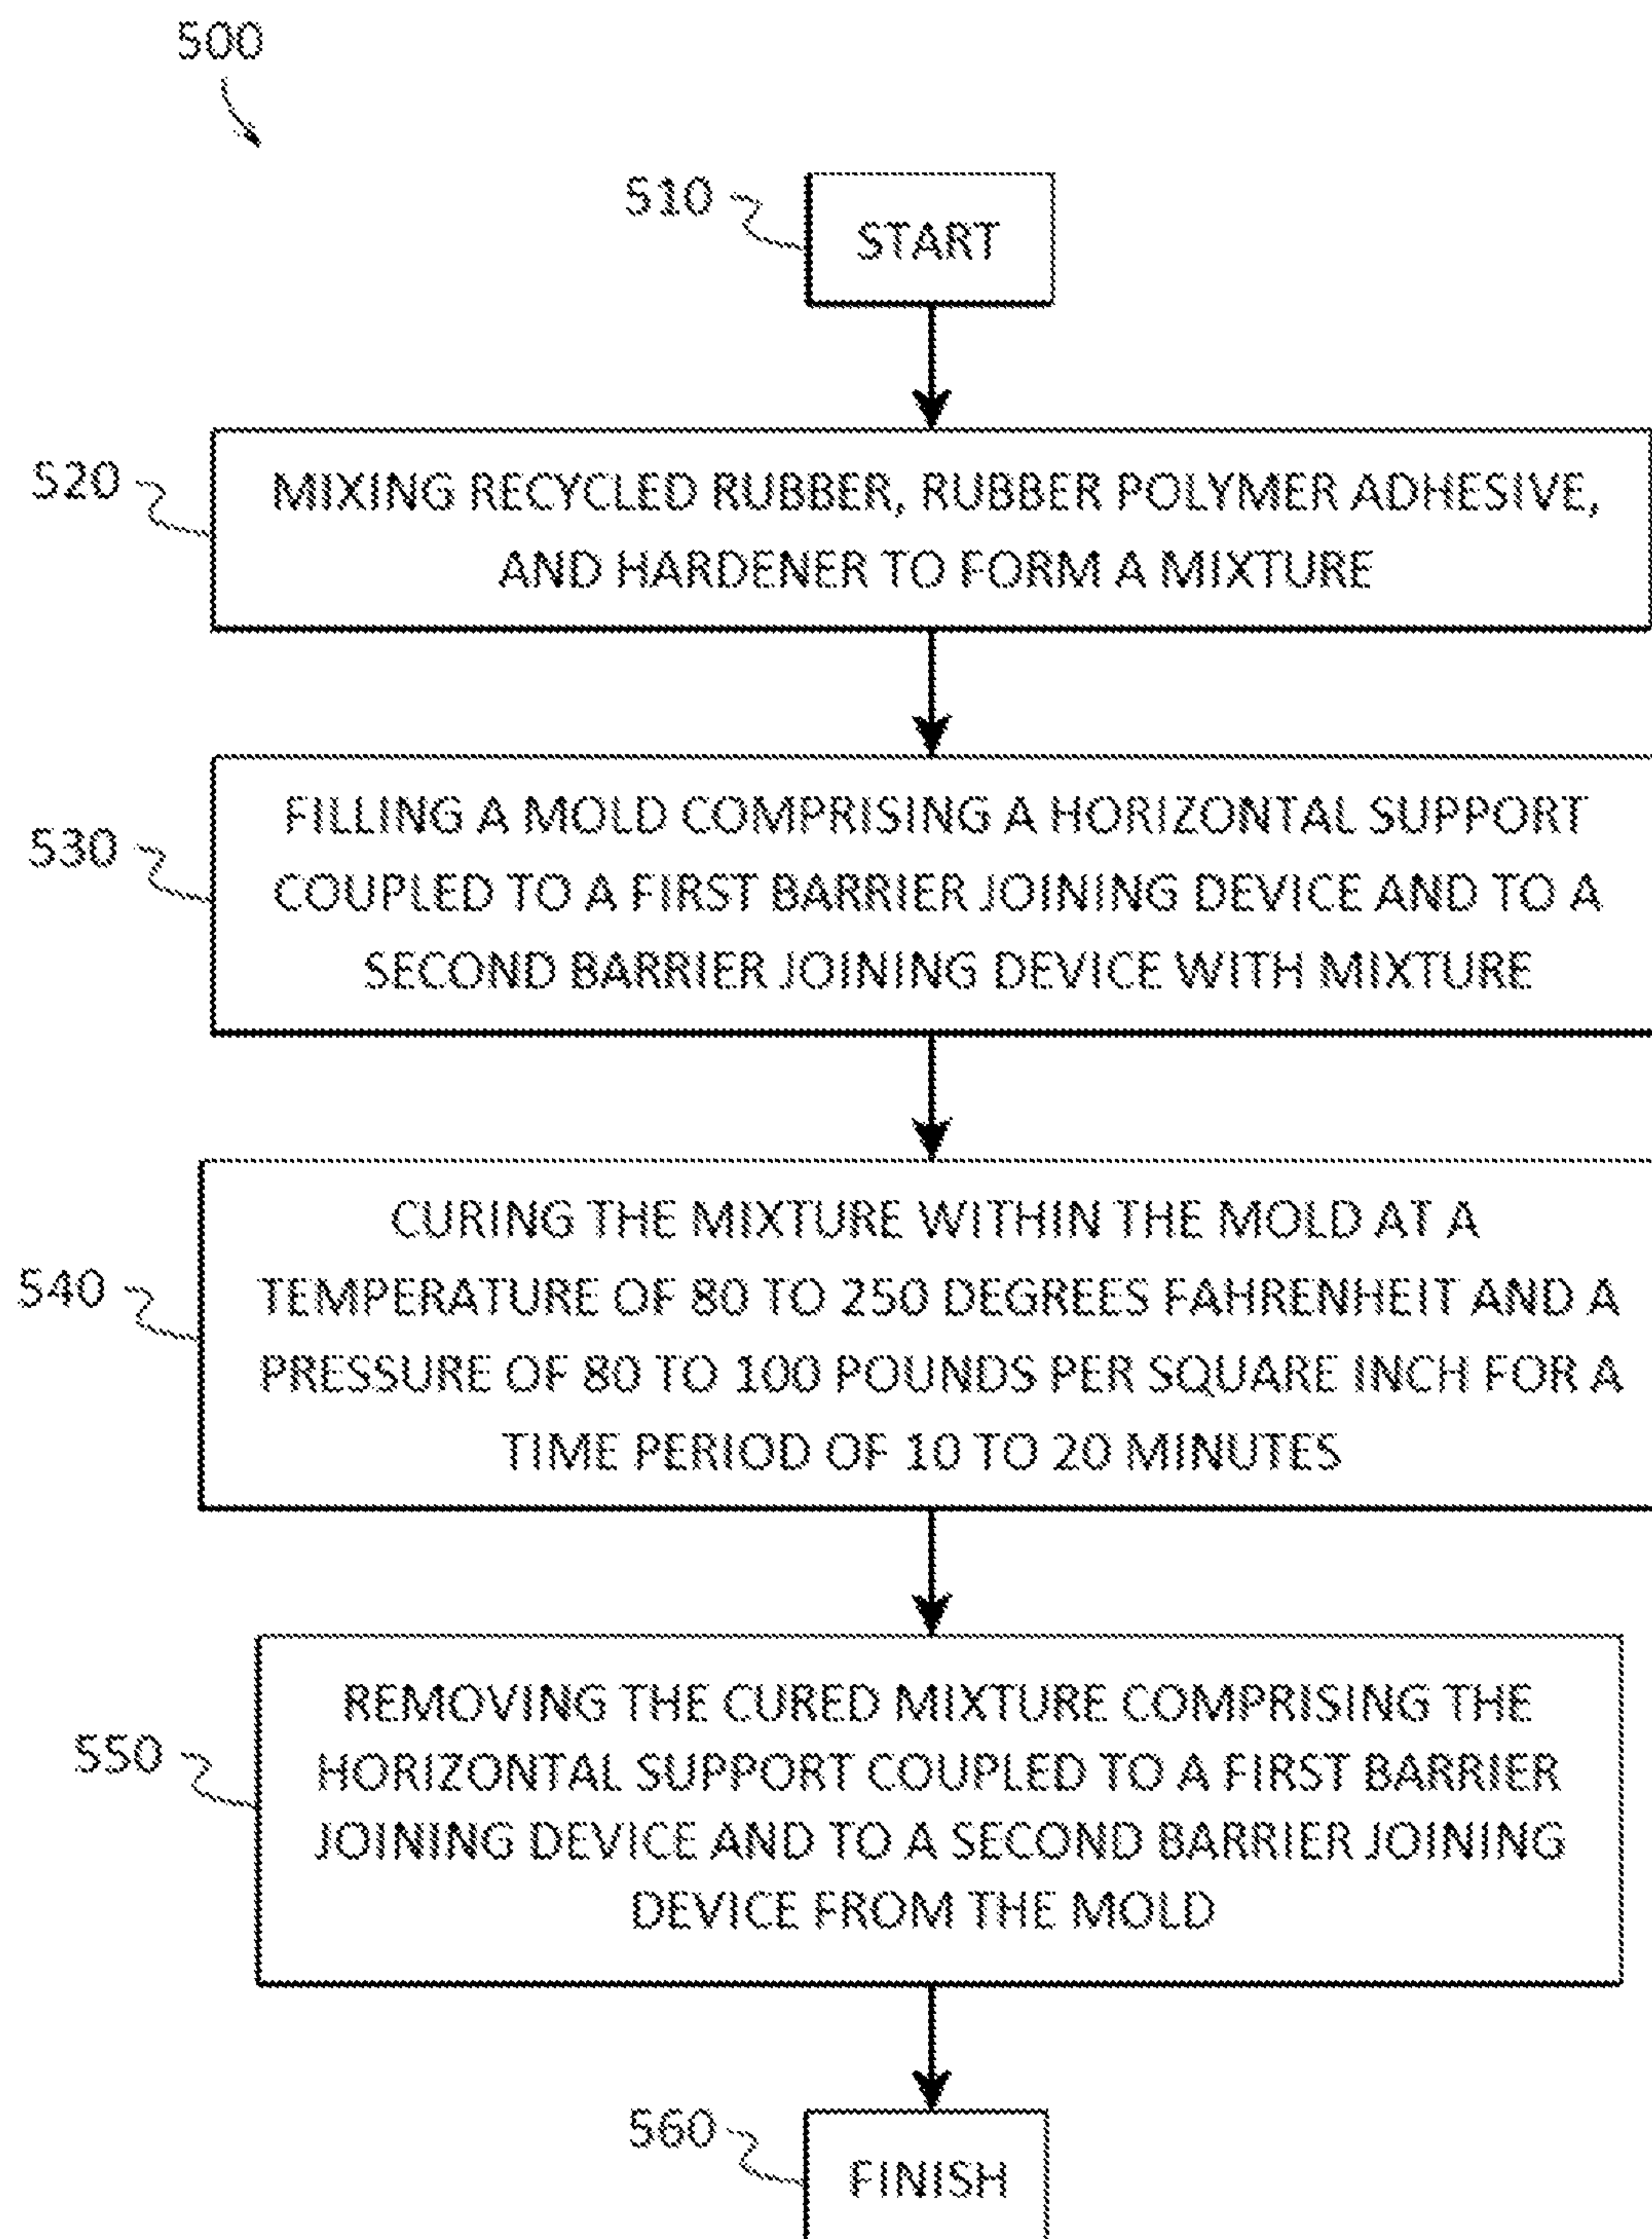 500
510
START
520
MIXING RECYCLED RUBBER, RUBBER POLYMER ADHESIVE,
AND HARDENER TO FORM A MIXTURE
530
FILLING A MOLD COMPRISING A HORIZONTAL SUPPORT
COUPLED TO A FIRST BARRIER JOINING DEVICE AND TO A
SECOND BARRIER JOINING DEVICE WITH MIXTURE
540
CURING THE MIXTURE WITHIN THE MOLD AT A
TEMPERATURE OF 80 TO 250 DEGREES FAHRENHEIT AND A
PRESSURE OF 80 TO 100 POUNDS PER SQUARE INCH FOR A
TIME PERIOD OF 10 TO 20 MINUTES
550
REMOVING THE CURED MIXTURE COMPRISING THE
HORIZONTAL SUPPORT COUPLED TO A FIRST BARRIER
JOINING DEVICE AND TO A SECOND BARRIER JOINING
DEVICE FROM THE MOLD
560
FINISH